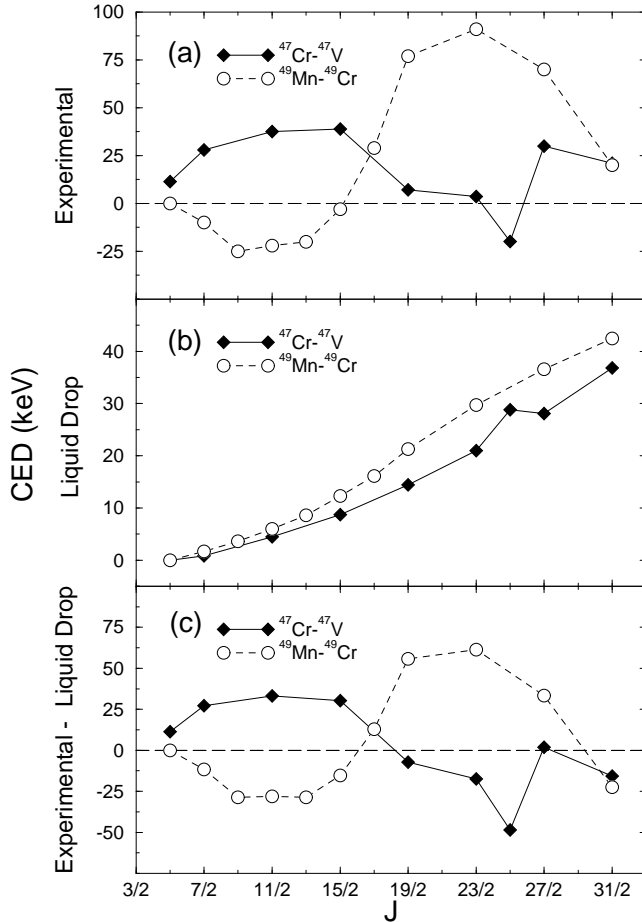 100
75
50
25
0
-25
Experimental
(a)
⁴⁷Cr-⁴⁷V
⁴⁹Mn-⁴⁹Cr
CED (keV)
40
30
20
10
0
Liquid Drop
(b)
⁴⁷Cr-⁴⁷V
⁴⁹Mn-⁴⁹Cr
75
50
25
0
-25
-50
Experimental - Liquid Drop
(c)
⁴⁷Cr-⁴⁷V
⁴⁹Mn-⁴⁹Cr
3/2 7/2 11/2 15/2 19/2 23/2 27/2 31/2
J